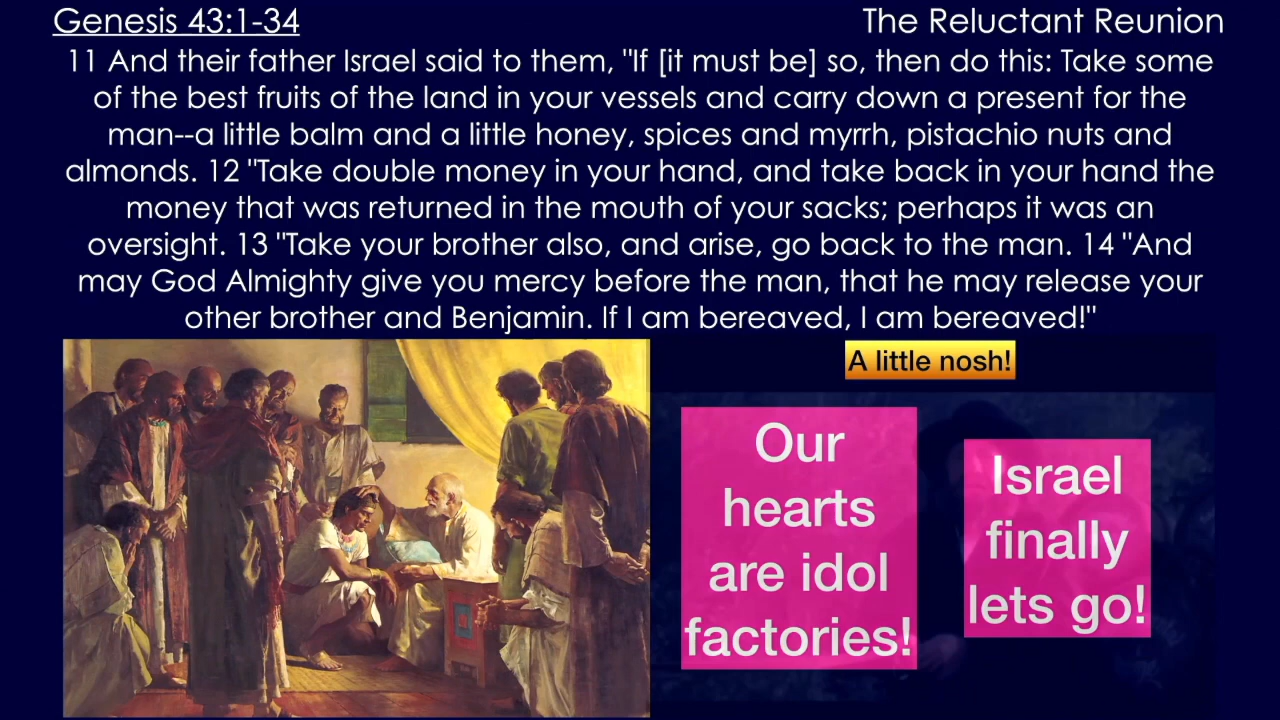 Genesis 43:1-34
The Reluctant Reunion
11 And their father Israel said to them, "If [it must be] so, then do this: Take some
of the best fruits of the land in your vessels and carry down a present for the
man--a little balm and a little honey, spices and myrrh, pistachio nuts and
almonds. 12 "Take double money in your hand, and take back in your hand the
money that was returned in the mouth of your sacks; perhaps it was an
oversight. 13 "Take your brother also, and arise, go back to the man. 14 "And
may God Almighty give you mercy before the man, that he may release your
other brother and Benjamin. If I am bereaved, I am bereaved!"
A little nosh!
Our
hearts
are idol
factories!
Israel
finally
lets go!